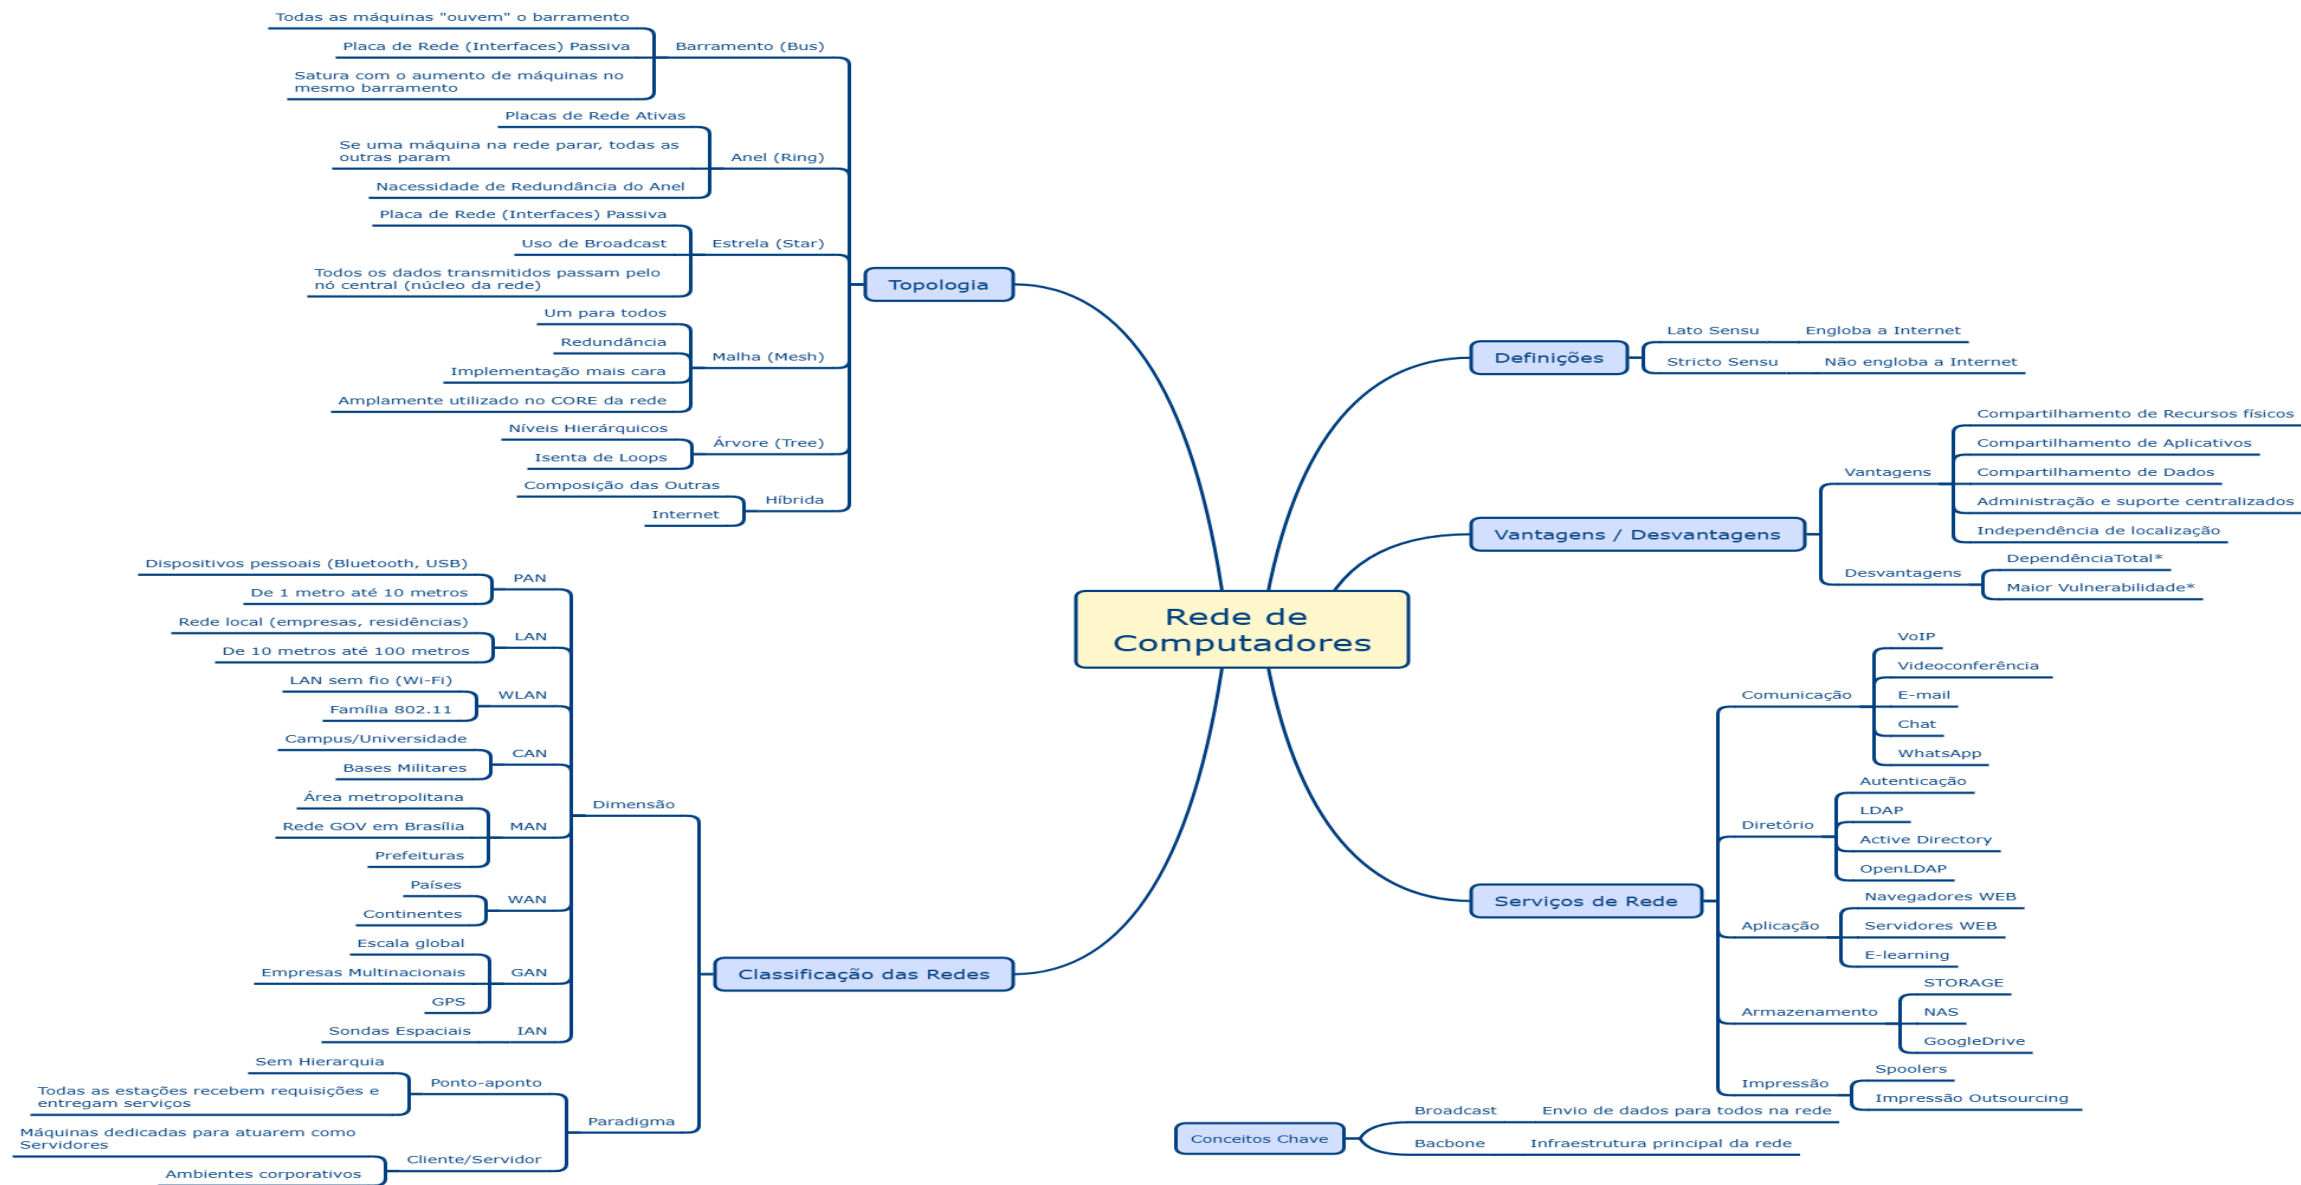 Rede de
Computadores
Topologia
Barramento (Bus)
Todas as máquinas "ouvem" o barramento
Placa de Rede (Interfaces) Passiva
Satura com o aumento de máquinas no
mesmo barramento
Anel (Ring)
Placas de Rede Ativas
Se uma máquina na rede parar, todas as
outras param
Nacessidade de Redundância do Anel
Estrela (Star)
Placa de Rede (Interfaces) Passiva
Uso de Broadcast
Todos os dados transmitidos passam pelo
nó central (núcleo da rede)
Malha (Mesh)
Um para todos
Redundância
Implementação mais cara
Amplamente utilizado no CORE da rede
Árvore (Tree)
Níveis Hierárquicos
Isenta de Loops
Híbrida
Composição das Outras
Internet
Classificação das Redes
Dimensão
PAN
Dispositivos pessoais (Bluetooth, USB)
De 1 metro até 10 metros
LAN
Rede local (empresas, residências)
De 10 metros até 100 metros
WLAN
LAN sem fio (Wi-Fi)
Família 802.11
CAN
Campus/Universidade
Bases Militares
MAN
Área metropolitana
Rede GOV em Brasília
Prefeituras
WAN
Países
Continentes
GAN
Escala global
Empresas Multinacionais
GPS
IAN
Sondas Espaciais
Paradigma
Ponto-aponto
Sem Hierarquia
Todas as estações recebem requisições e
entregam serviços
Cliente/Servidor
Máquinas dedicadas para atuarem como
Servidores
Ambientes corporativos
Definições
Lato Sensu
Engloba a Internet
Stricto Sensu
Não engloba a Internet
Vantagens / Desvantagens
Vantagens
Compartilhamento de Recursos físicos
Compartilhamento de Aplicativos
Compartilhamento de Dados
Administração e suporte centralizados
Independência de localização
Desvantagens
DependênciaTotal*
Maior Vulnerabilidade*
Serviços de Rede
Comunicação
VoIP
Videoconferência
E-mail
Chat
WhatsApp
Diretório
Autenticação
LDAP
Active Directory
OpenLDAP
Aplicação
Navegadores WEB
Servidores WEB
E-learning
Armazenamento
STORAGE
NAS
GoogleDrive
Impressão
Spoolers
Impressão Outsourcing
Conceitos Chave
Broadcast
Envio de dados para todos na rede
Bacbone
Infraestrutura principal da rede